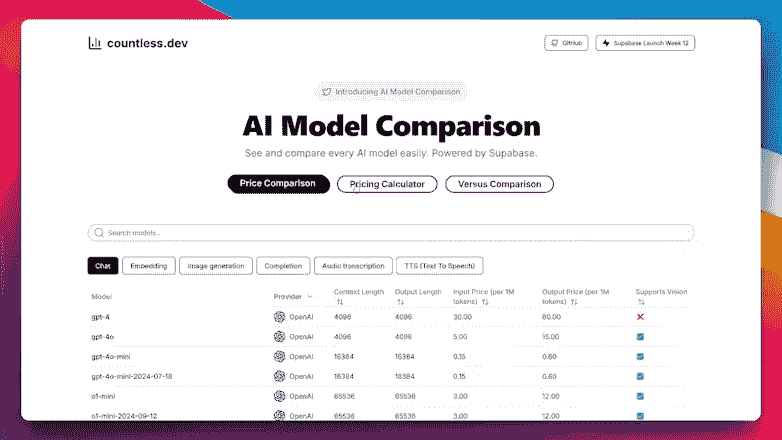 countless.dev
GitHub
Supabase Launch Week 12
Introducing AI Model Comparison
AI Model Comparison
See and compare every AI model easily. Powered by Supabase.
Price Comparison Pricing Calculator Versus Comparison
Search models...
Chat Embedding Image generation Completion Audio transcription TTS (Text To Speech)
Model Provider Context Length Output Length Input Price (per 1M tokens) Output Price (per 1M tokens) Supports Vision
gpt-4 OpenAI 4096 4096 30.00 60.00
gpt-4o OpenAI 4096 4096 5.00 15.00
gpt-4o-mini OpenAI 16384 16384 0.15 0.60
gpt-4o-mini-2024-07-18 OpenAI 16384 16384 0.15 0.60
o1-mini OpenAI 65536 65536 3.00 12.00
o1-mini-2024-09-12 OpenAI 65536 65536 3.00 12.00